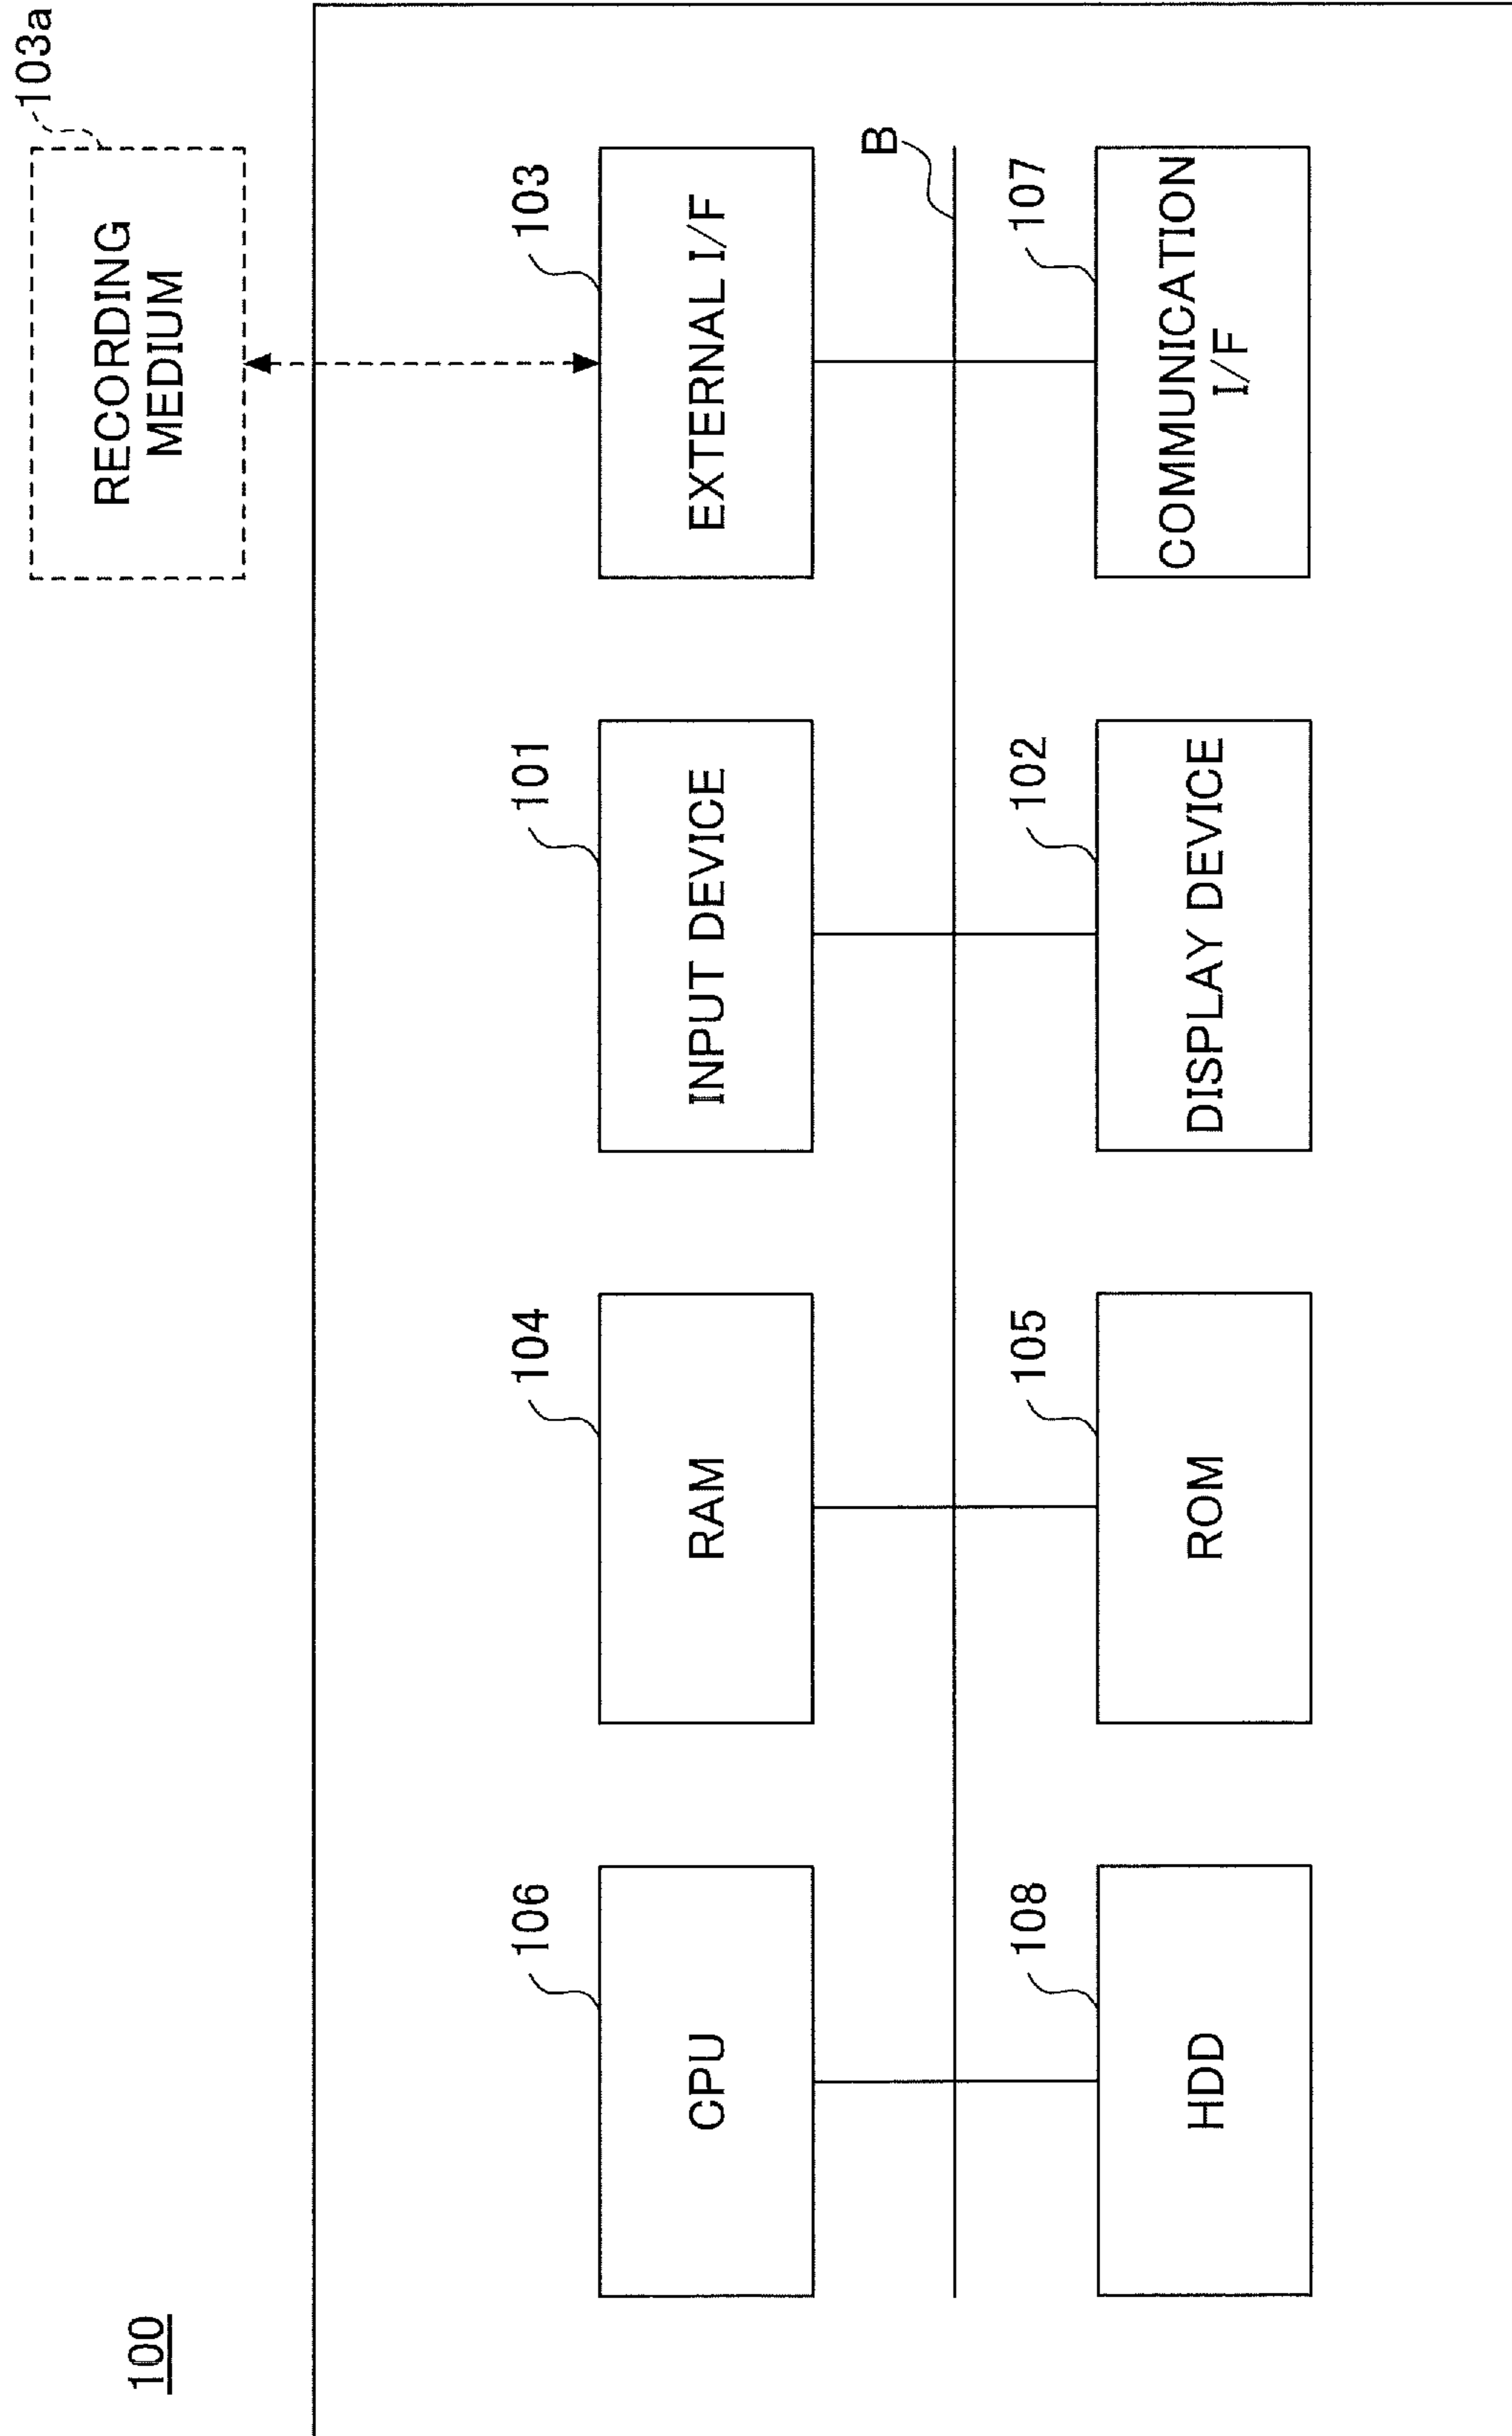 100
103a
RECORDING
MEDIUM
106
CPU
104
RAM
101
INPUT DEVICE
103
EXTERNAL I/F
B
108
HDD
105
ROM
102
DISPLAY DEVICE
107
COMMUNICATION
I/F